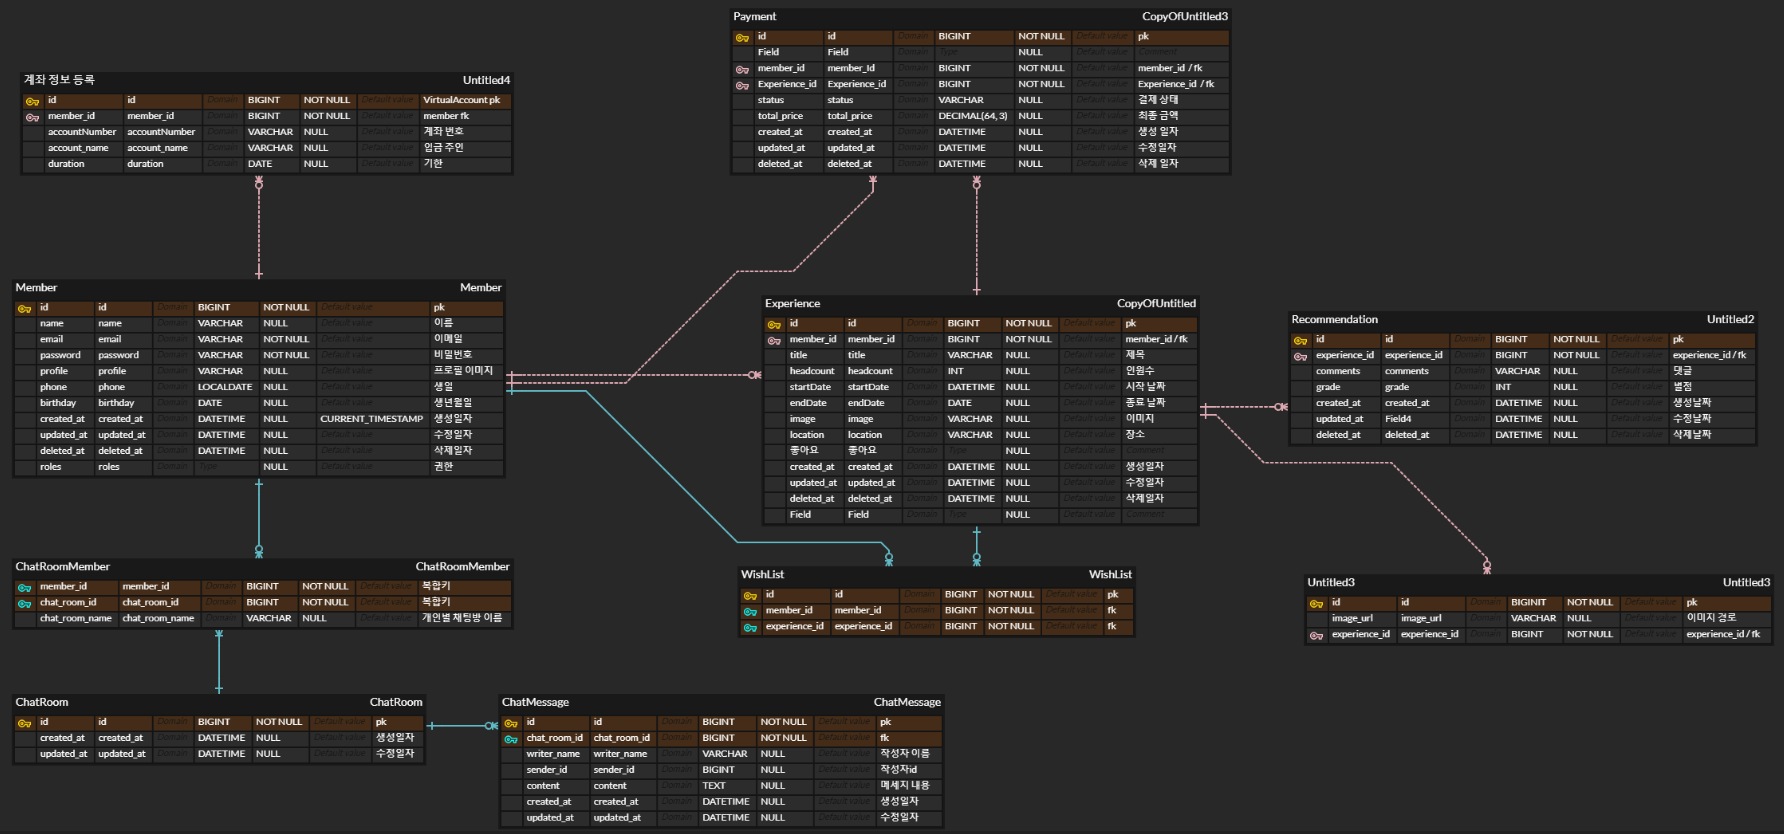 Payment CopyOfUntitled3
id id Domain BIGINT NOT NULL Default value pk
Field Field Domain Type NULL Default value Comment
member_id member_Id Domain BIGINT NOT NULL Default value member_id / fk
Experience_id Experience_id Domain BIGINT NOT NULL Default value Experience_id / fk
status status Domain VARCHAR NULL Default value 결제 상태
total_price total_price Domain DECIMAL(64, 3) NULL Default value 최종 금액
created_at created_at Domain DATETIME NULL Default value 생성 일자
updated_at updated_at Domain DATETIME NULL Default value 수정일자
deleted_at deleted_at Domain DATETIME NULL Default value 삭제 일자
계좌 정보 등록 Untitled4
id id Domain BIGINT NOT NULL Default value VirtualAccount pk
member_id member_id Domain BIGINT NOT NULL Default value member fk
accountNumber accountNumber Domain VARCHAR NULL Default value 계좌 번호
account_name account_name Domain VARCHAR NULL Default value 입금 주인
duration duration Domain DATE NULL Default value 기한
Member Member
id id Domain BIGINT NOT NULL Default value pk
name name Domain VARCHAR NULL Default value 이름
email email Domain VARCHAR NOT NULL Default value 이메일
password password Domain VARCHAR NOT NULL Default value 비밀번호
profile profile Domain VARCHAR NULL Default value 프로필 이미지
phone phone Domain LOCALDATE NULL Default value 생일
birthday birthday Domain DATE NULL Default value 생년월일
created_at created_at Domain DATETIME NULL CURRENT_TIMESTAMP 생성일자
updated_at updated_at Domain DATETIME NULL Default value 수정일자
deleted_at deleted_at Domain DATETIME NULL Default value 삭제일자
roles roles Domain Type NULL Default value 권한
Experience CopyOfUntitled
id id Domain BIGINT NOT NULL Default value pk
member_id member_id Domain BIGINT NOT NULL Default value member_id / fk
title title Domain VARCHAR NULL Default value 제목
headcount headcount Domain INT NULL Default value 인원수
startDate startDate Domain DATETIME NULL Default value 시작 날짜
endDate endDate Domain DATE NULL Default value 종료 날짜
image image Domain VARCHAR NULL Default value 이미지
location location Domain VARCHAR NULL Default value 장소
좋아요 좋아요 Domain Type NULL Default value Comment
created_at created_at Domain DATETIME NULL Default value 생성일자
updated_at updated_at Domain DATETIME NULL Default value 수정일자
deleted_at deleted_at Domain DATETIME NULL Default value 삭제일자
Field Field Domain Type NULL Default value Comment
Recommendation Untitled2
id id Domain BIGINT NOT NULL Default value pk
experience_id experience_id Domain BIGINT NOT NULL Default value experience_id / fk
comments comments Domain VARCHAR NULL Default value 댓글
grade grade Domain INT NULL Default value 별점
created_at created_at Domain DATETIME NULL Default value 생성날짜
updated_at Field4 Domain DATETIME NULL Default value 수정날짜
deleted_at deleted_at Domain DATETIME NULL Default value 삭제날짜
ChatRoomMember ChatRoomMember
member_id member_id Domain BIGINT NOT NULL Default value 복합키
chat_room_id chat_room_id Domain BIGINT NOT NULL Default value 복합키
chat_room_name chat_room_name Domain VARCHAR NULL Default value 개인별 채팅방 이름
WishList WishList
id id Domain BIGINT NOT NULL Default value pk
member_id member_id Domain BIGINT NOT NULL Default value fk
experience_id experience_id Domain BIGINT NOT NULL Default value fk
Untitled3 Untitled3
id id Domain BIGINIT NOT NULL Default value pk
image_url image_url Domain VARCHAR NULL Default value 이미지 경로
experience_id experience_id Domain BIGINT NOT NULL Default value experience_id / fk
ChatRoom ChatRoom
id id Domain BIGINT NOT NULL Default value pk
created_at created_at Domain DATETIME NULL Default value 생성일자
updated_at updated_at Domain DATETIME NULL Default value 수정일자
ChatMessage ChatMessage
id id Domain BIGINT NOT NULL Default value pk
chat_room_id chat_room_id Domain BIGINT NOT NULL Default value fk
writer_name writer_name Domain VARCHAR NULL Default value 작성자 이름
sender_id sender_id Domain BIGINT NULL Default value 작성자id
content content Domain TEXT NULL Default value 메세지 내용
created_at created_at Domain DATETIME NULL Default value 생성일자
updated_at updated_at Domain DATETIME NULL Default value 수정일자